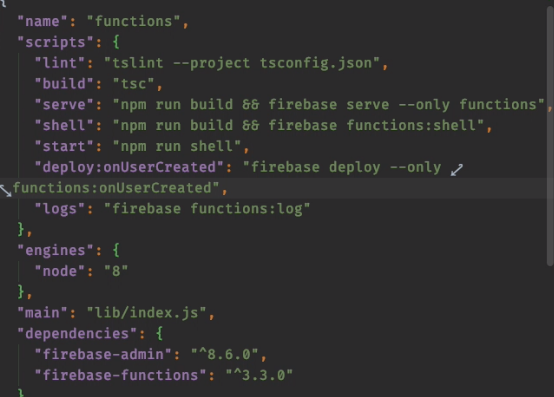 {
"name": "functions",
"scripts": {
"lint": "tslint --project tsconfig.json",
"build": "tsc",
"serve": "npm run build && firebase serve --only functions",
"shell": "npm run build && firebase functions:shell",
"start": "npm run shell",
"deploy:onUserCreated": "firebase deploy --only
functions:onUserCreated",
"logs": "firebase functions:log"
},
"engines": {
"node": "8"
},
"main": "lib/index.js",
"dependencies": {
"firebase-admin": "^8.6.0",
"firebase-functions": "^3.3.0"
}